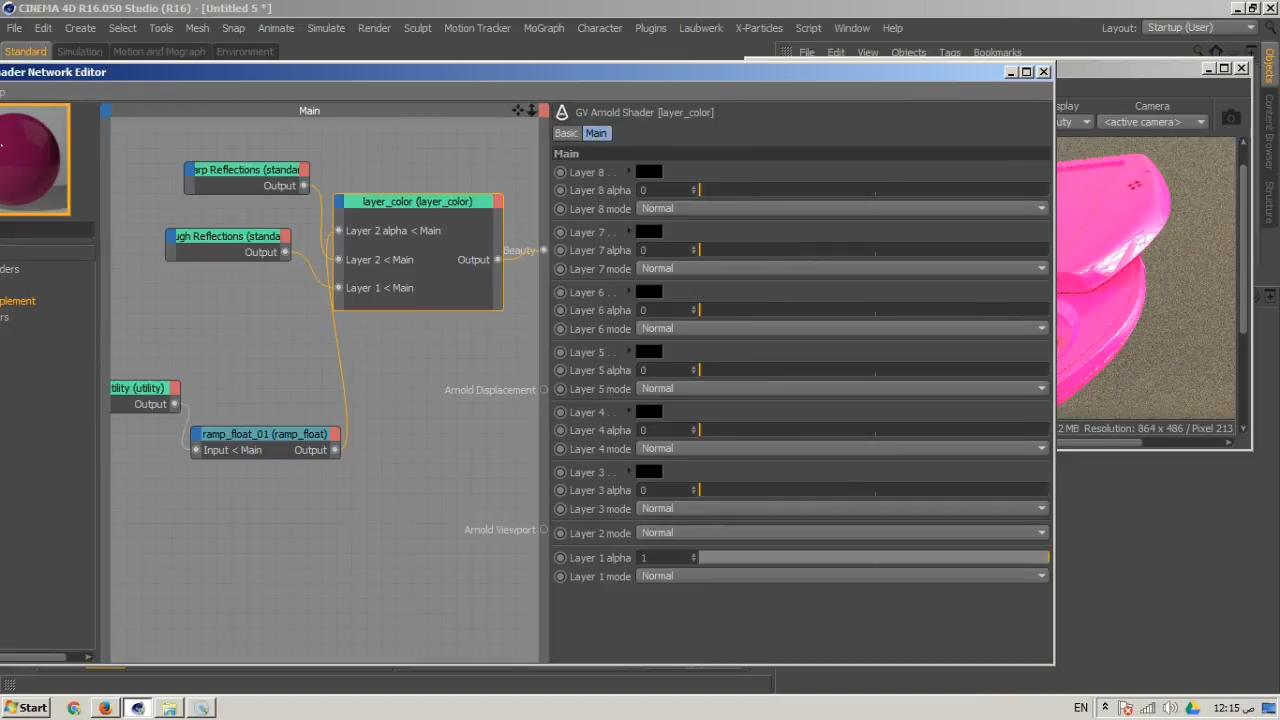 CINEMA 4D R16.050 Studio (R16) - [Untitled 5 *]
File Edit Create Select Tools Mesh Snap Animate Simulate Render Sculpt Motion Tracker MoGraph Character Plugins Laubwerk X-Particles Script Window Help Layout: Startup (User)
Standard Simulation Motion and Mograph Environment
File Edit View Objects Tags Bookmarks
Objects
Content Browser
Structure
ader Network Editor
p
Main
GV Arnold Shader [layer_color]
Basic Main
Main
Layer 8 . .
Layer 8 alpha 0
Layer 8 mode Normal
Layer 7 . .
Layer 7 alpha 0
Layer 7 mode Normal
Layer 6 . .
Layer 6 alpha 0
Layer 6 mode Normal
Layer 5 . .
Layer 5 alpha 0
Layer 5 mode Normal
Layer 4 . .
Layer 4 alpha 0
Layer 4 mode Normal
Layer 3 . .
Layer 3 alpha 0
Layer 3 mode Normal
Layer 2 mode Normal
Layer 1 alpha 1
Layer 1 mode Normal
arp Reflections (standar
Output
ugh Reflections (standa
Output
layer_color (layer_color)
Layer 2 alpha < Main
Layer 2 < Main Output
Layer 1 < Main
Beauty
Arnold Displacement
Arnold Viewport
tility (utility)
Output
ramp_float_01 (ramp_float)
Input < Main Output
ders
plement
rs
splay Camera
uty <active camera>
2 MB Resolution: 864 x 486 / Pixel 213
Start
EN 12:15 ص